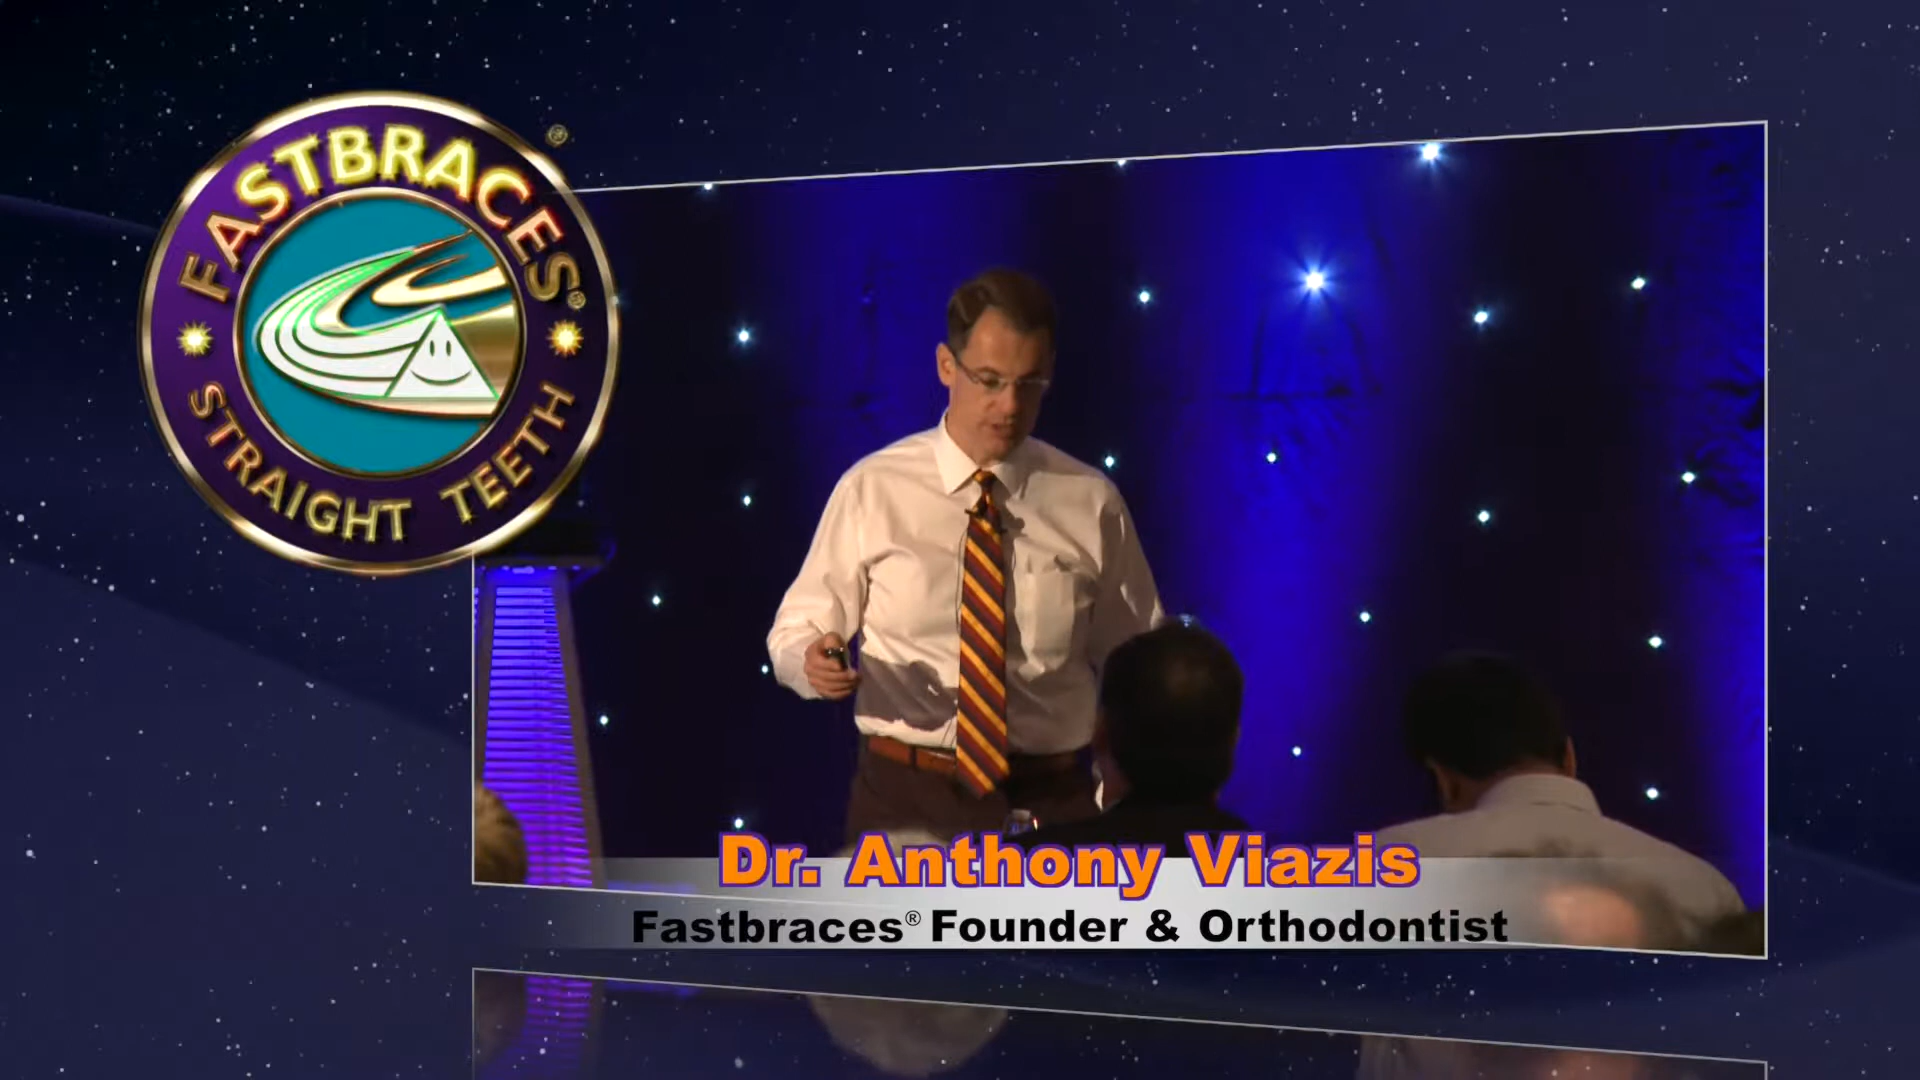 FASTBRACES®
STRAIGHT TEETH
®
Dr. Anthony Viazis
Fastbraces® Founder & Orthodontist